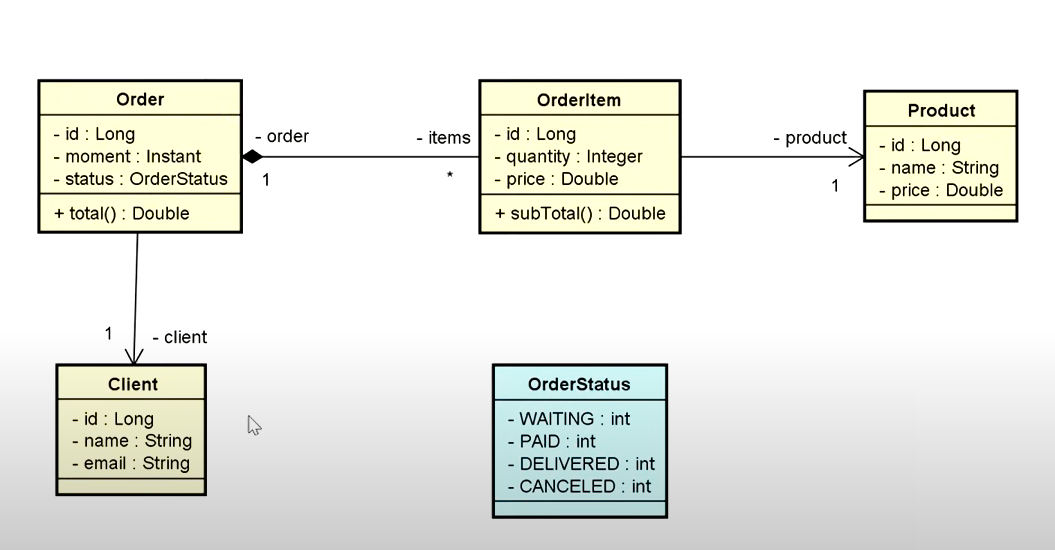 Order
- id : Long
- moment : Instant
- status : OrderStatus
+ total() : Double
- order
1
- items
*
OrderItem
- id : Long
- quantity : Integer
- price : Double
+ subTotal() : Double
- product
1
Product
- id : Long
- name : String
- price : Double
1
- client
Client
- id : Long
- name : String
- email : String
OrderStatus
- WAITING : int
- PAID : int
- DELIVERED : int
- CANCELED : int